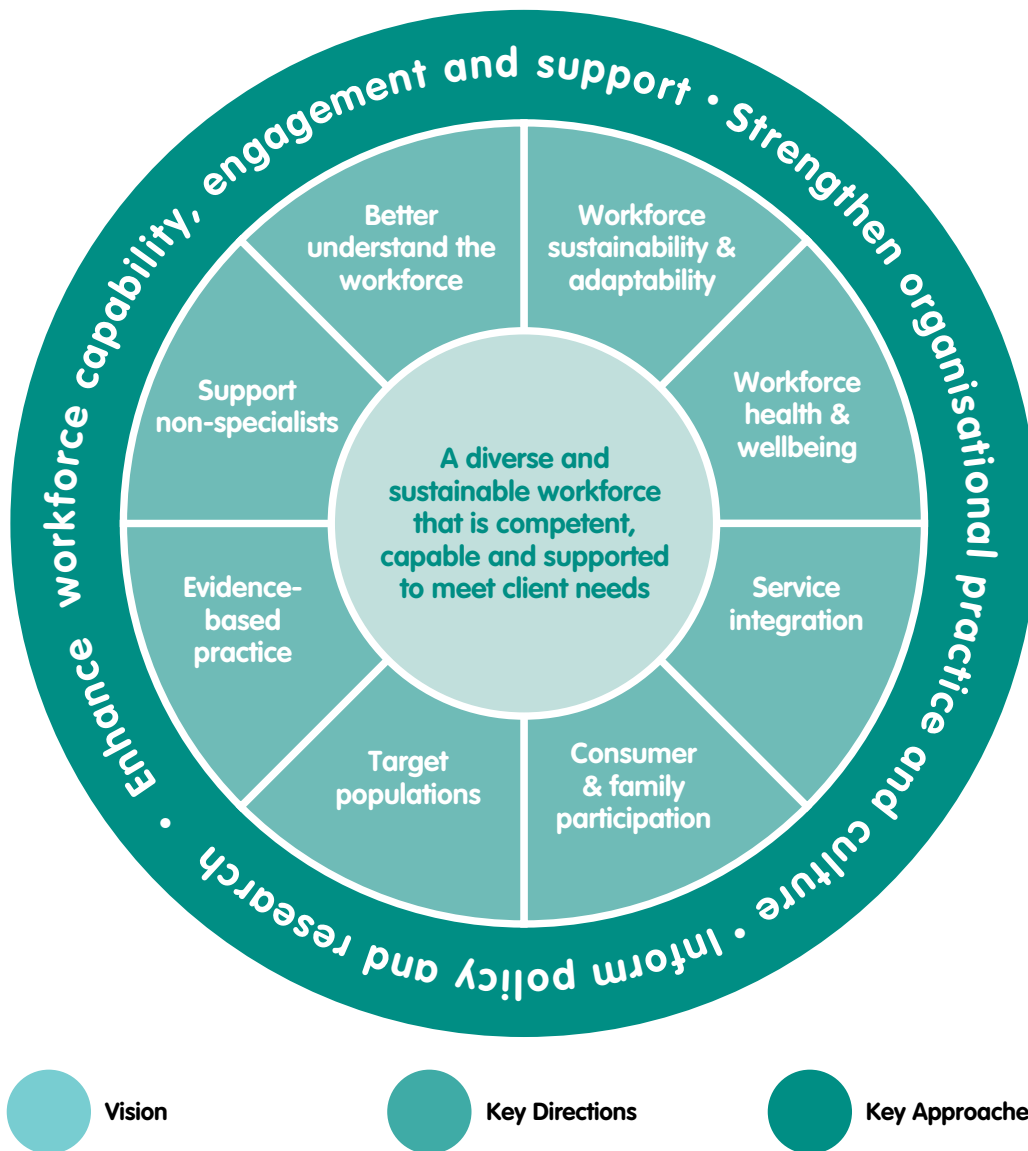 Enhance workforce capability, engagement and support • Strengthen organisational practice and culture • Inform policy and research •
Better
understand the
workforce
Workforce
sustainability &
adaptability
Workforce
health &
wellbeing
Service
integration
Consumer
& family
participation
Target
populations
Evidence-
based
practice
Support
non-specialists
A diverse and
sustainable workforce
that is competent,
capable and supported
to meet client needs
Vision
Key Directions
Key Approache